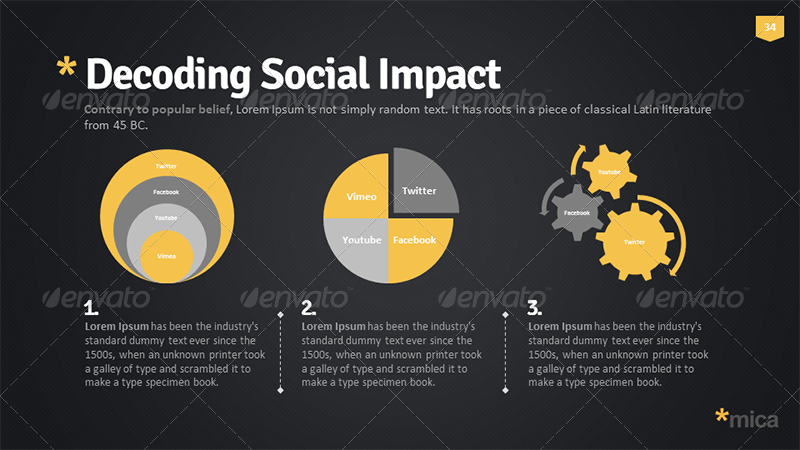 34
* Decoding Social Impact
Contrary to popular belief, Lorem Ipsum is not simply random text. It has roots in a piece of classical Latin literature
from 45 BC.
Twitter
Facebook
Youtube
Vimeo
Vimeo
Twitter
Youtube
Facebook
Youtube
Facebook
Twitter
1.
Lorem Ipsum has been the industry's
standard dummy text ever since the
1500s, when an unknown printer took
a galley of type and scrambled it to
make a type specimen book.
2.
Lorem Ipsum has been the industry's
standard dummy text ever since the
1500s, when an unknown printer took
a galley of type and scrambled it to
make a type specimen book.
3.
Lorem Ipsum has been the industry's
standard dummy text ever since the
1500s, when an unknown printer took
a galley of type and scrambled it to
make a type specimen book.
*mica
envato
envato
envato
envato
envato
envato
envato
envato